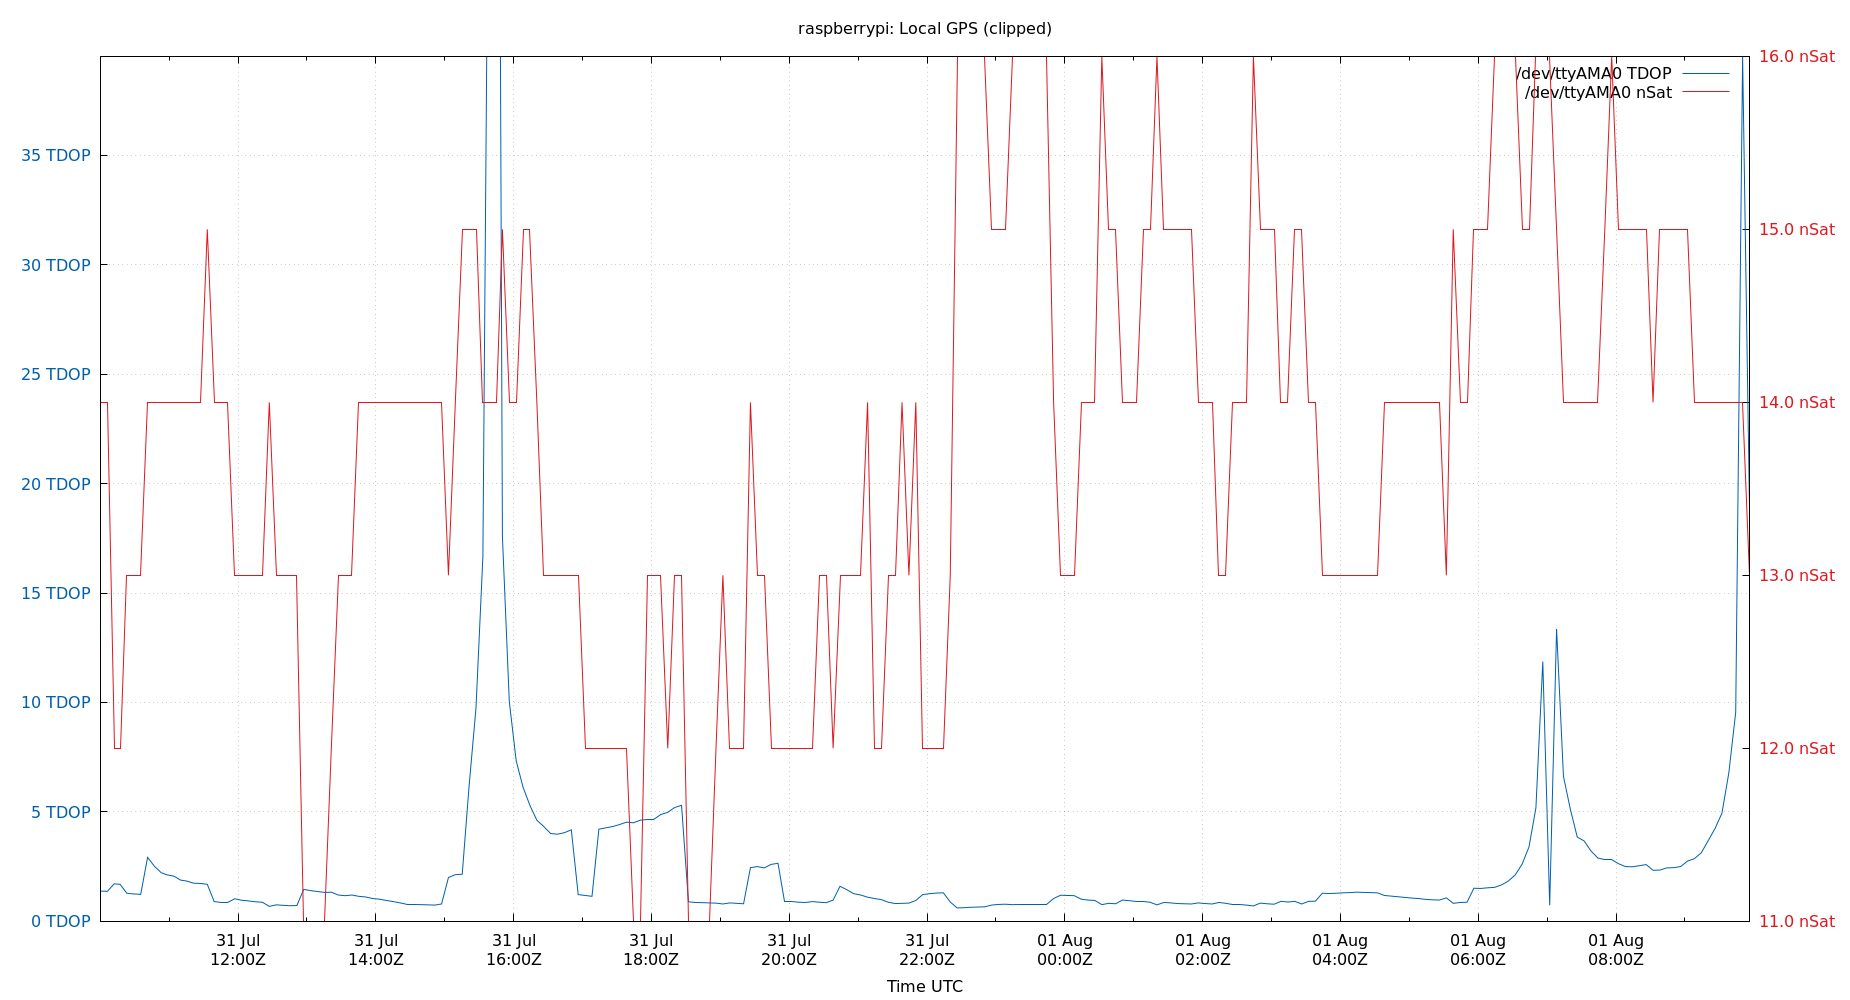 raspberrypi: Local GPS (clipped)
/dev/ttyAMA0 TDOP
/dev/ttyAMA0 nSat
35 TDOP
30 TDOP
25 TDOP
20 TDOP
15 TDOP
10 TDOP
5 TDOP
0 TDOP
16.0 nSat
15.0 nSat
14.0 nSat
13.0 nSat
12.0 nSat
11.0 nSat
31 Jul
12:00Z
31 Jul
14:00Z
31 Jul
16:00Z
31 Jul
18:00Z
31 Jul
20:00Z
31 Jul
22:00Z
01 Aug
00:00Z
01 Aug
02:00Z
01 Aug
04:00Z
01 Aug
06:00Z
01 Aug
08:00Z
Time UTC